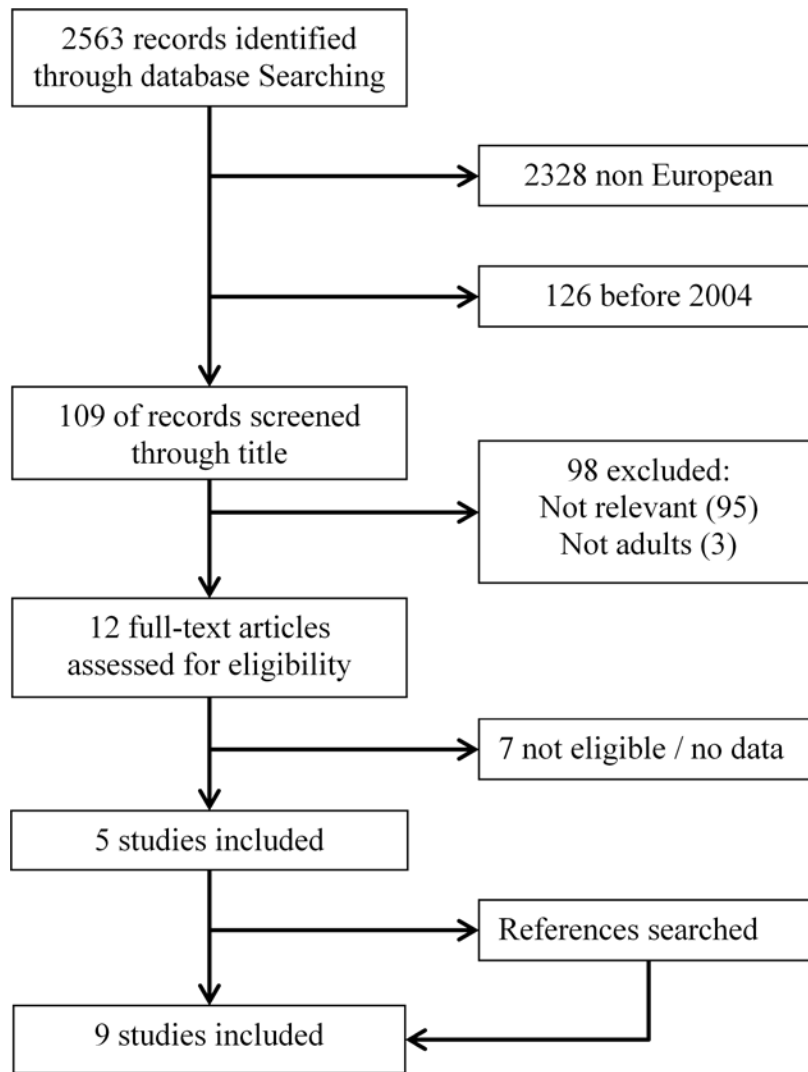 2563 records identified
through database Searching
2328 non European
126 before 2004
109 of records screened
through title
98 excluded:
Not relevant (95)
Not adults (3)
12 full-text articles
assessed for eligibility
7 not eligible / no data
5 studies included
References searched
9 studies included